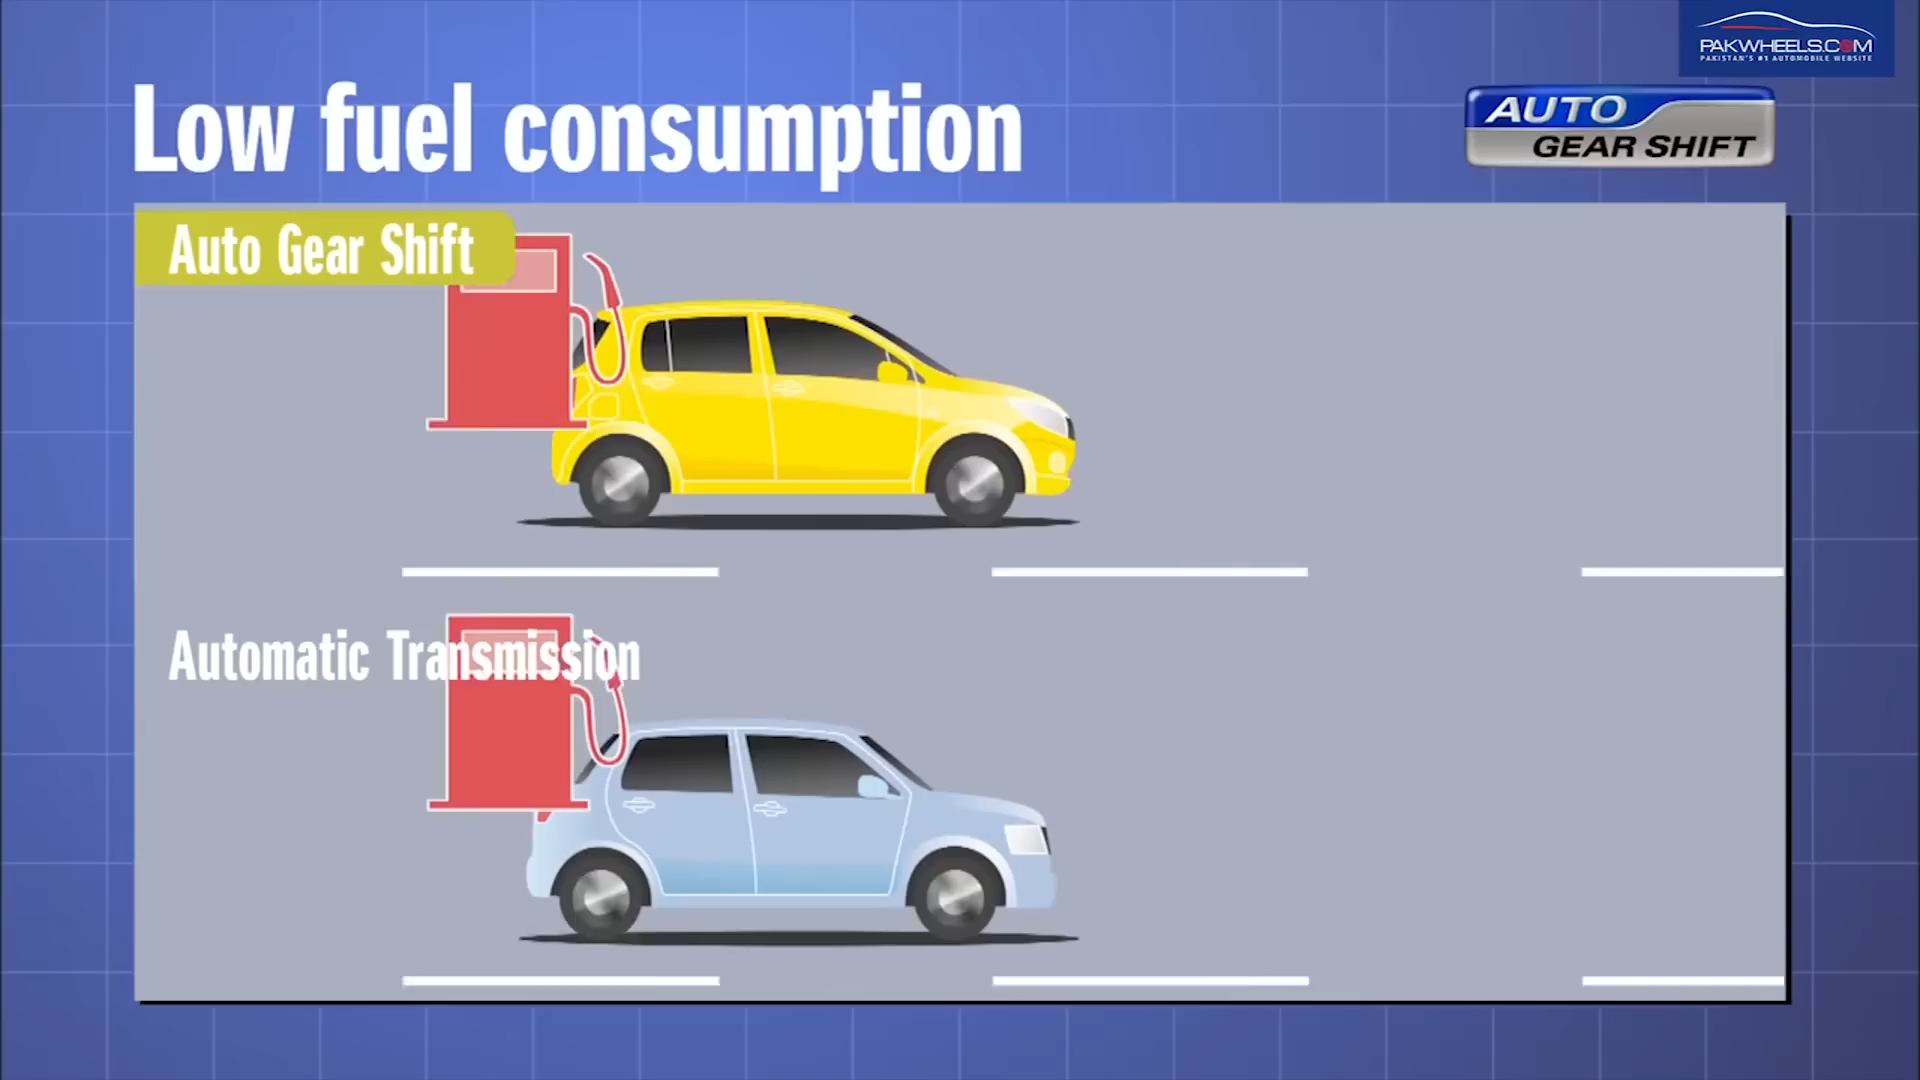 PAKWHEELS.COM
PAKISTAN'S #1 AUTOMOBILE WEBSITE
Low fuel consumption
AUTO
GEAR SHIFT
Auto Gear Shift
Automatic Transmission